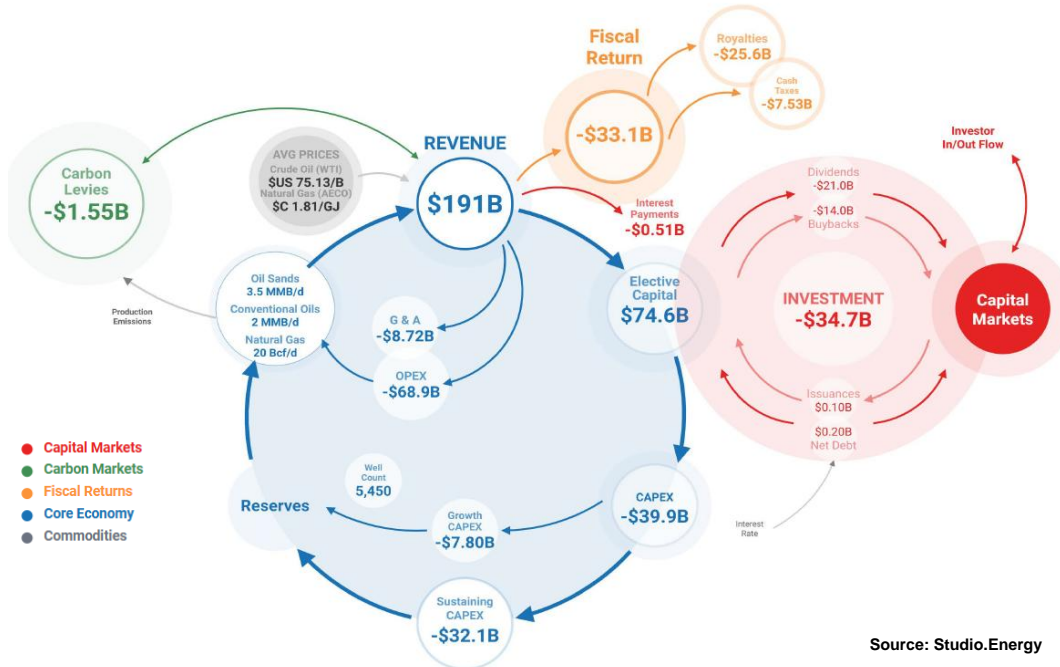 Fiscal
Return
-$33.1B
Royalties
-$25.6B
Cash
Taxes
-$7.53B
Carbon
Levies
-$1.55B
AVG PRICES
Crude Oil (WTI)
$US 75.13/B
Natural Gas (AECO)
$C 1.81/GJ
REVENUE
$191B
Interest
Payments
-$0.51B
Investor
In/Out Flow
Dividends
-$21.0B
-$14.0B
Buybacks
Oil Sands
3.5 MMB/d
Conventional Oils
2 MMB/d
Natural Gas
20 Bcf/d
Production
Emissions
G & A
-$8.72B
OPEX
-$68.9B
Elective
Capital
$74.6B
INVESTMENT
-$34.7B
Capital
Markets
Issuances
$0.10B
$0.20B
Net Debt
Interest
Rate
Capital Markets
Carbon Markets
Fiscal Returns
Core Economy
Commodities
Reserves
Well
Count
5,450
Growth
CAPEX
-$7.80B
CAPEX
-$39.9B
Sustaining
CAPEX
-$32.1B
Source: Studio.Energy